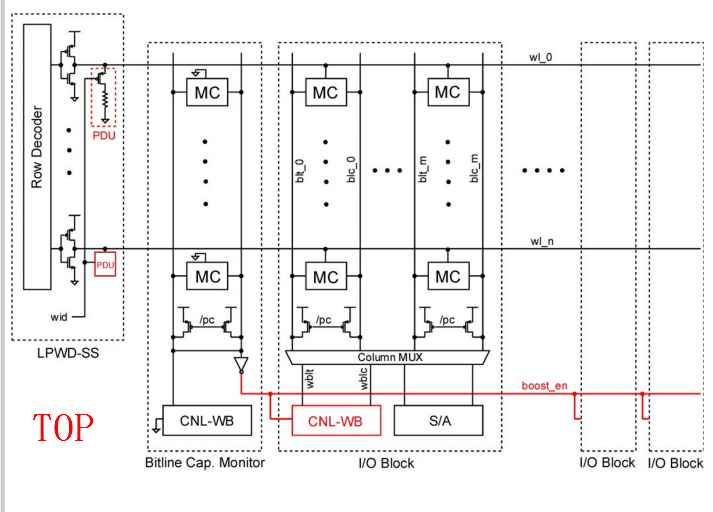 wl_0
MC
MC
MC
PDU
Row Decoder
blt_0
blc_0
blt_m
blc_m
wl_n
PDU
MC
MC
MC
wid
/pc
/pc
/pc
LPWD-SS
Column MUX
wblt
wblc
boost_en
TOP
CNL-WB
CNL-WB
S/A
Bitline Cap. Monitor
I/O Block
I/O Block
I/O Block